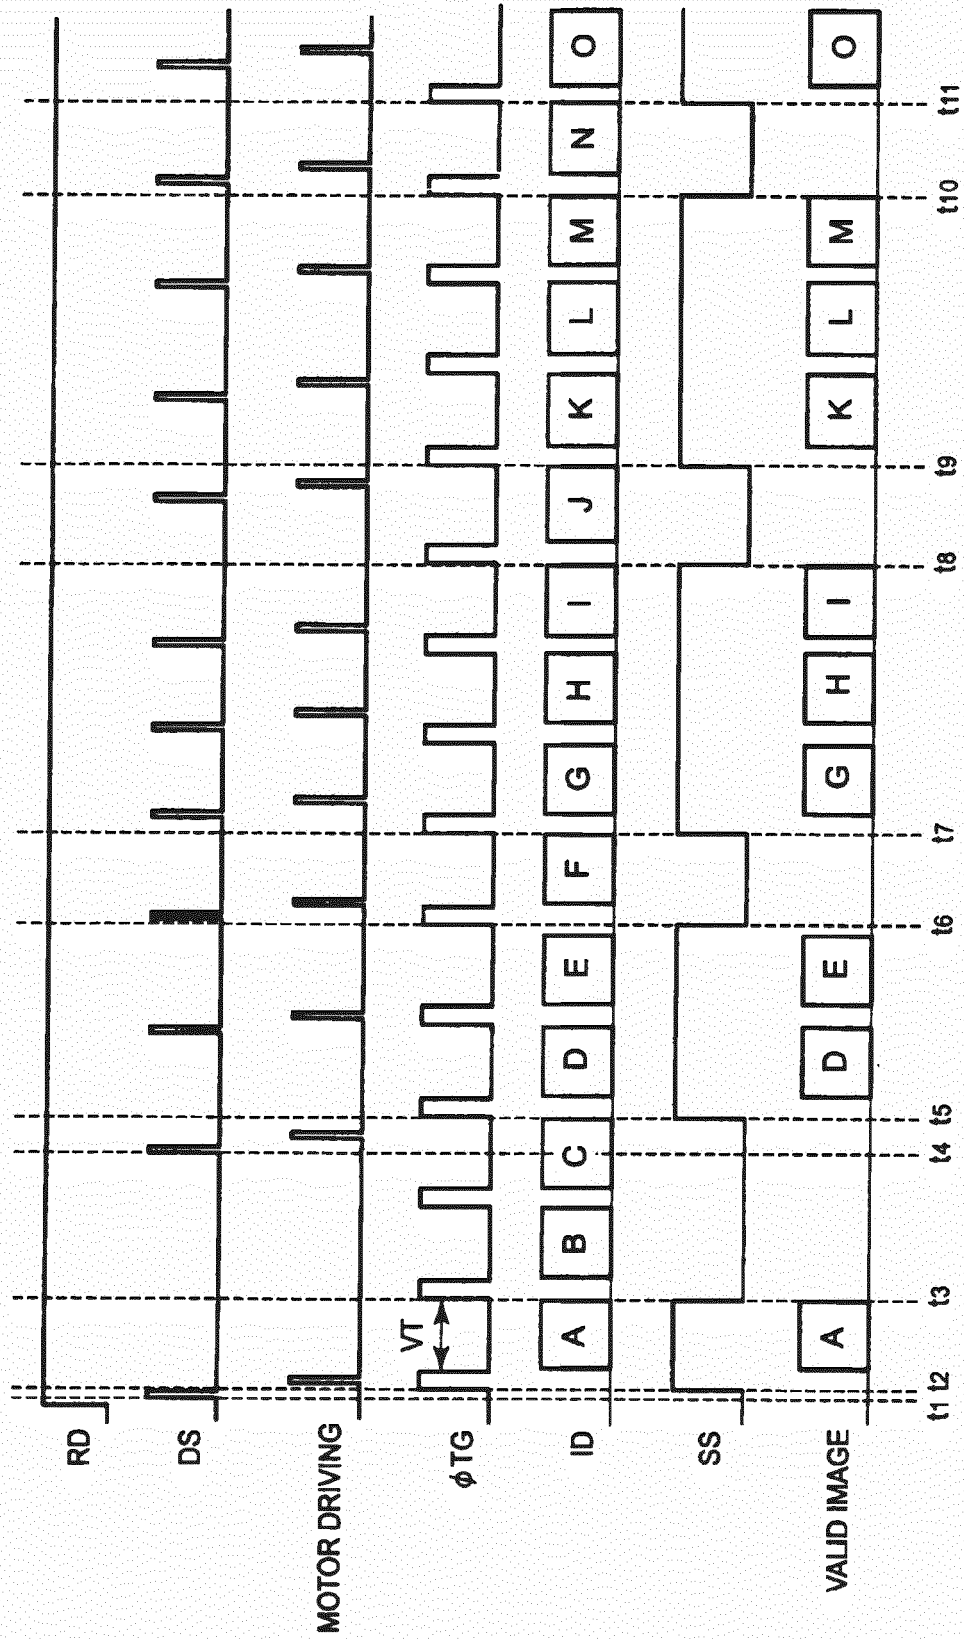 RD
DS
MOTOR DRIVING
ϕTG
VT
ID
A B C D E F G H I J K L M N O
SS
VALID IMAGE
A D E G H I K L M O
t1 t2 t3 t4 t5 t6 t7 t8 t9 t10 t11